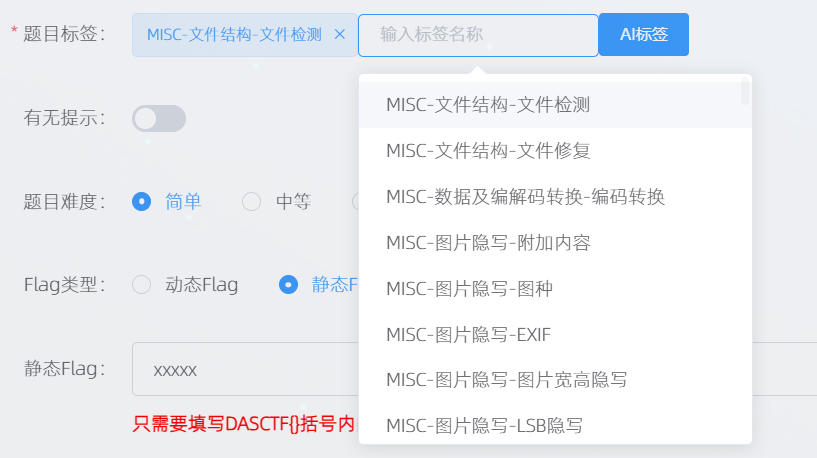 * 题目标签： MISC-文件结构-文件检测 × 输入标签名称 AI标签
MISC-文件结构-文件检测
有无提示：
MISC-文件结构-文件修复
题目难度： 简单 中等
MISC-数据及编解码转换-编码转换
MISC-图片隐写-附加内容
Flag类型： 动态Flag 静态F
MISC-图片隐写-图种
MISC-图片隐写-EXIF
静态Flag： xxxxx
MISC-图片隐写-图片宽高隐写
只需要填写DASCTF{}括号内
MISC-图片隐写-LSB隐写